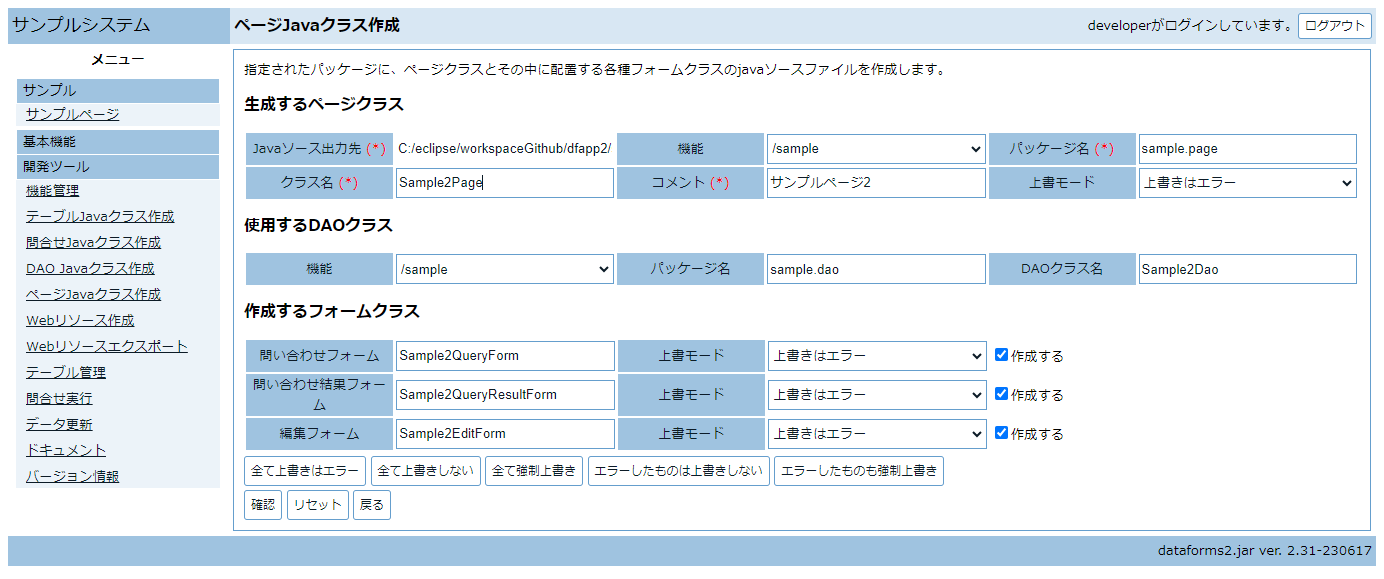 サンプルシステム
ページJavaクラス作成
developerがログインしています。 ログアウト
メニュー
サンプル
サンプルページ
基本機能
開発ツール
機能管理
テーブルJavaクラス作成
問合せJavaクラス作成
DAO Javaクラス作成
ページJavaクラス作成
Webリソース作成
Webリソースエクスポート
テーブル管理
問合せ実行
データ更新
ドキュメント
バージョン情報
指定されたパッケージに、ページクラスとその中に配置する各種フォームクラスのjavaソースファイルを作成します。
生成するページクラス
Javaソース出力先 (*) C:/eclipse/workspaceGithub/dfapp2/ 機能 /sample パッケージ名 (*) sample.page
クラス名 (*) Sample2Page コメント (*) サンプルページ2 上書モード 上書きはエラー
使用するDAOクラス
機能 /sample パッケージ名 sample.dao DAOクラス名 Sample2Dao
作成するフォームクラス
問い合わせフォーム Sample2QueryForm 上書モード 上書きはエラー 作成する
問い合わせ結果フォーム Sample2QueryResultForm 上書モード 上書きはエラー 作成する
編集フォーム Sample2EditForm 上書モード 上書きはエラー 作成する
全て上書きはエラー 全て上書きしない 全て強制上書き エラーしたものは上書きしない エラーしたものも強制上書き
確認 リセット 戻る
dataforms2.jar ver. 2.31-230617